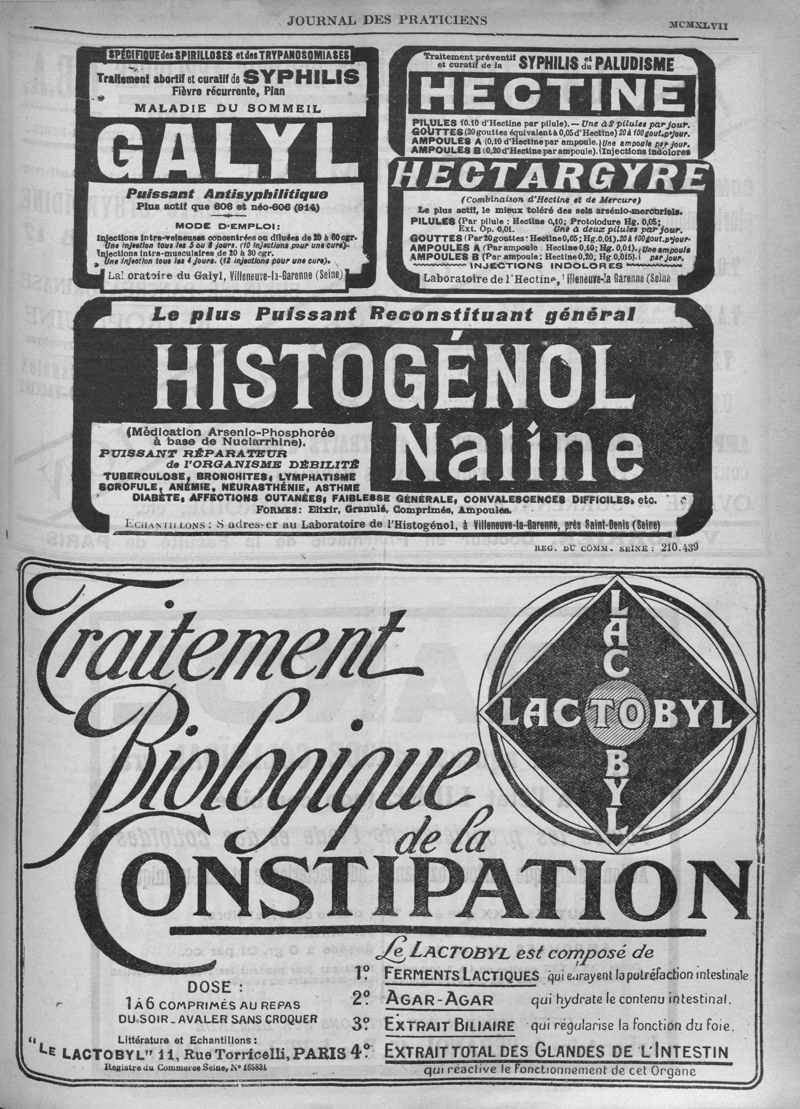 JOURNAL DES PRATICIENS
MCMXLVII
SPÉCIFIQUE des SPIRILLOSES et des TRYPANOSOMIASES
Traitement abortif et curatif de SYPHILIS
Fièvre récurrente, Pian
MALADIE DU SOMMEIL
GALYL
Puissant Antisyphilitique
Plus actif que 606 et néo-606 (914)
MODE D'EMPLOI:
Injections intra-veineuses concentrées ou diluées de 20 à 60 cgr.
Une injection tous les 5 ou 8 jours. (10 injections pour une cure).
Injections intra-musculaires de 20 à 30 cgr.
Une injection tous les 4 jours. (12 injections pour une cure).
Laboratoire du Galyl, Villeneuve-la-Garenne (Seine)
Traitement préventif
et curatif de la SYPHILIS et du PALUDISME
HECTINE
PILULES (0.10 d'Hectine par pilule). — Une à 2 pilules par jour.
GOUTTES (20 gouttes équivalent à 0,05 d'Hectine) 20 à 100 gout. p. jour.
AMPOULES A (0,10 d'Hectine par ampoule.) Une ampoule par jour.
AMPOULES B (0,20 d'Hectine par ampoule). (Injections indolores
HECTARGYRE
(Combinaison d'Hectine et de Mercure)
Le plus actif, le mieux toléré des sels arsénio-mercuriels.
PILULES (Par pilule: Hectine 0,10; Protoiodure Hg. 0,05;
Ext. Op. 0,01. Une à deux pilules par jour.
GOUTTES (Par 20 gouttes: Hectine 0,05; Hg. 0,01). 20 à 100 gout. p. jour
AMPOULES A (Par ampoule: Hectine 0,10; Hg. 0,01). Une ampoule
AMPOULES B (Par ampoule: Hectine 0,20, Hg. 0,015). par jour.
INJECTIONS INDOLORES
Laboratoire de l'Hectine, Villeneuve-la Garenne (Seine
Le plus Puissant Reconstituant général
HISTOGÉNOL
Naline
(Médication Arsenio-Phosphorée
à base de Nuclarrhine).
PUISSANT RÉPARATEUR
de l'ORGANISME DÉBILITÉ
TUBERCULOSE, BRONCHITES, LYMPHATISME
SCROFULE, ANÉMIE, NEURASTHÉNIE, ASTHME
DIABÈTE, AFFECTIONS CUTANÉES, FAIBLESSE GÉNÉRALE, CONVALESCENCES DIFFICILES, etc.
FORMES: Elixir, Granulé, Comprimés, Ampoules.
ECHANTILLONS: S'adresser au Laboratoire de l'Histogénol, à Villeneuve-la-Garenne, près Saint-Denis (Seine)
REG. DU COMM. SEINE: 210.439
Traitement
Biologique
de la
CONSTIPATION
LACTOBYL
LACTOBYL
Le LACTOBYL est composé de
1º FERMENTS LACTIQUES qui enrayent la putréfaction intestinale
2º AGAR-AGAR qui hydrate le contenu intestinal.
3º EXTRAIT BILIAIRE qui régularise la fonction du foie.
4º EXTRAIT TOTAL DES GLANDES DE L'INTESTIN
qui réactive le fonctionnement de cet Organe
DOSE:
1 À 6 COMPRIMÉS AU REPAS
DU SOIR - AVALER SANS CROQUER
Littérature et Echantillons:
"LE LACTOBYL" 11, Rue Torricelli, PARIS
Registre du Commerce Seine, Nº 165831